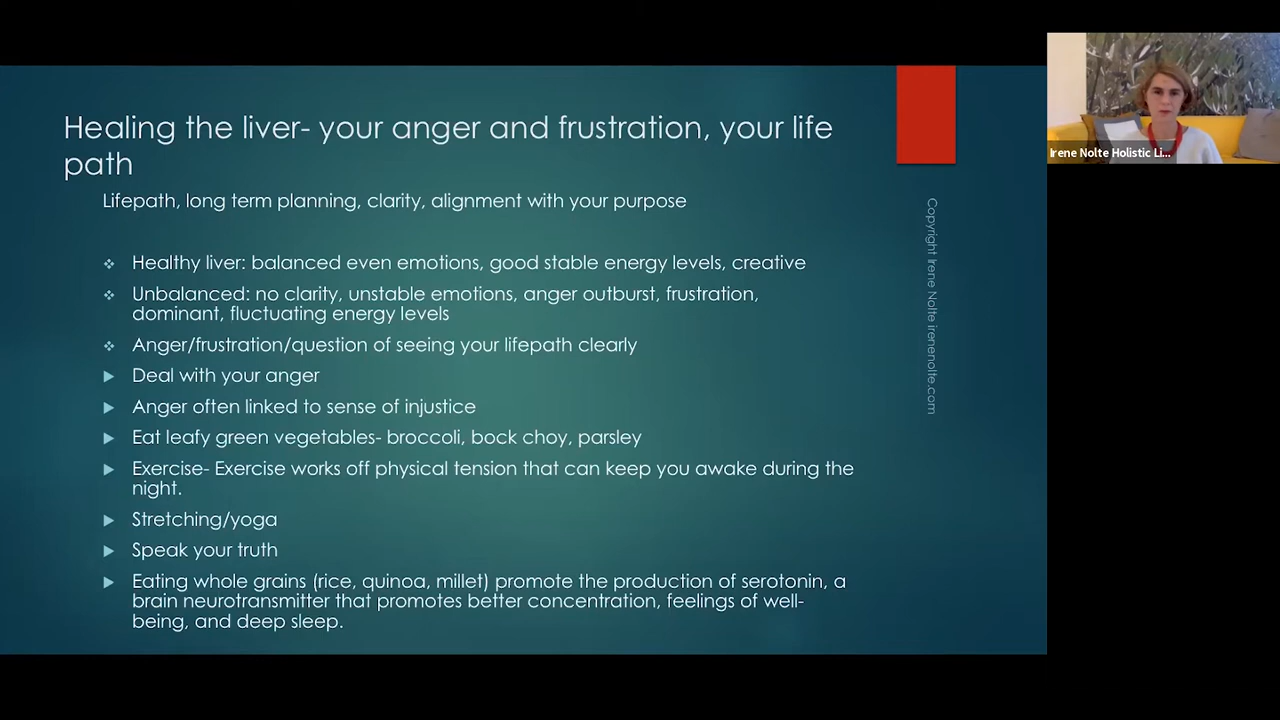 Healing the liver- your anger and frustration, your life
path
Lifepath, long term planning, clarity, alignment with your purpose
Healthy liver: balanced even emotions, good stable energy levels, creative
Unbalanced: no clarity, unstable emotions, anger outburst, frustration,
dominant, fluctuating energy levels
Anger/frustration/question of seeing your lifepath clearly
Deal with your anger
Anger often linked to sense of injustice
Eat leafy green vegetables- broccoli, bock choy, parsley
Exercise- Exercise works off physical tension that can keep you awake during the
night.
Stretching/yoga
Speak your truth
Eating whole grains (rice, quinoa, millet) promote the production of serotonin, a
brain neurotransmitter that promotes better concentration, feelings of well-
being, and deep sleep.
Copyright Irene Nolte irenenolte.com
Irene Nolte Holistic Li...